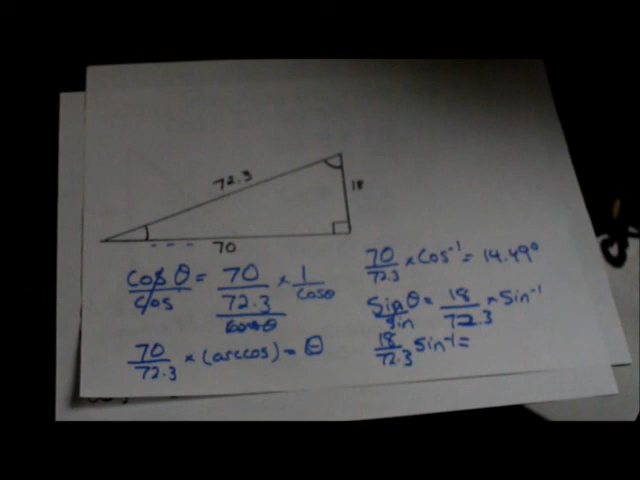 72.3
18
70
cos θ = 70 × 1
cos 72.3 cosθ
cosθ
70 × (arccos) = θ
72.3
70 × cos⁻¹ = 14.49°
72.3
Sin θ = 18 × Sin⁻¹
sin 72.3
18 Sin⁻¹ =
72.3